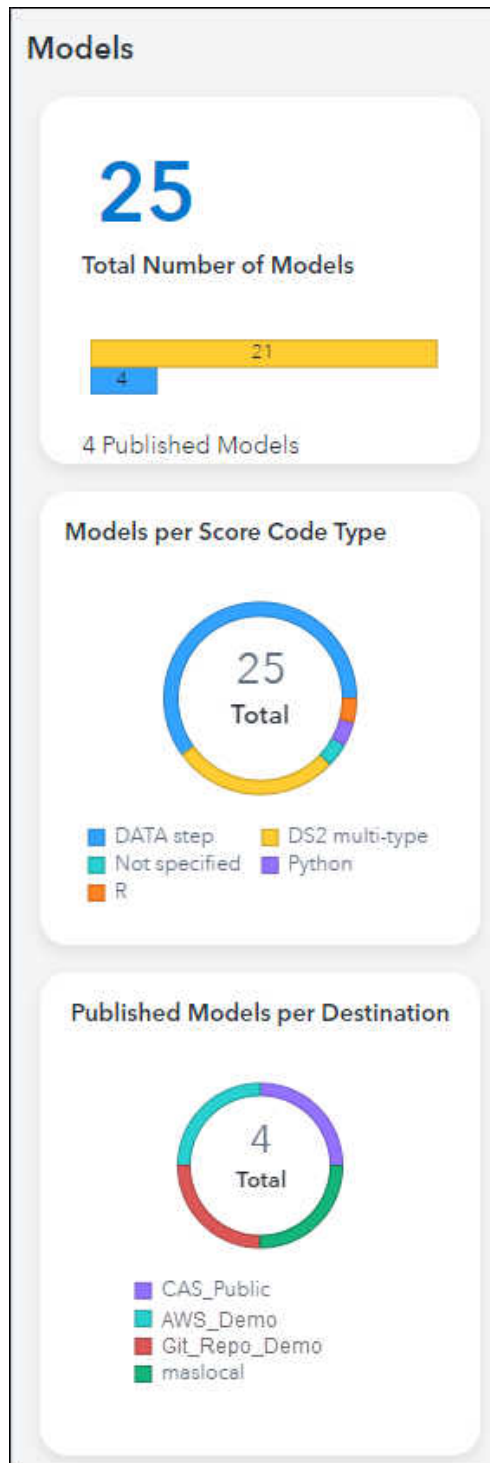 Models
25
Total Number of Models
21
4
4 Published Models
Models per Score Code Type
25
Total
DATA step DS2 multi-type
Not specified Python
R
Published Models per Destination
4
Total
CAS_Public
AWS_Demo
Git_Repo_Demo
maslocal